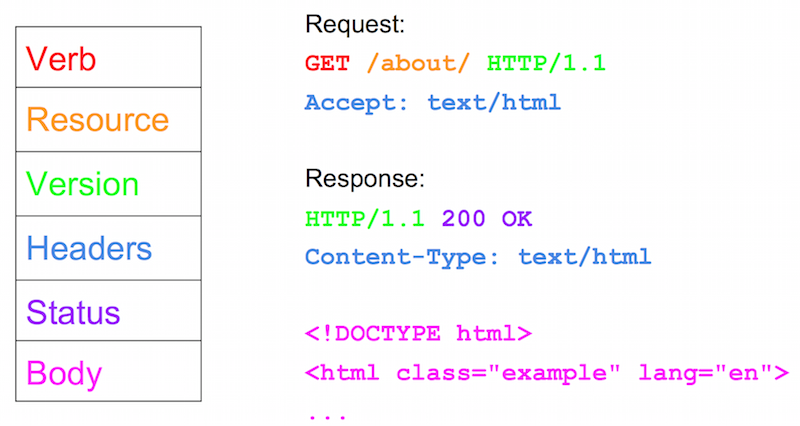 Verb
Resource
Version
Headers
Status
Body
Request:
GET /about/ HTTP/1.1
Accept: text/html
Response:
HTTP/1.1 200 OK
Content-Type: text/html
<!DOCTYPE html>
<html class="example" lang="en">
...